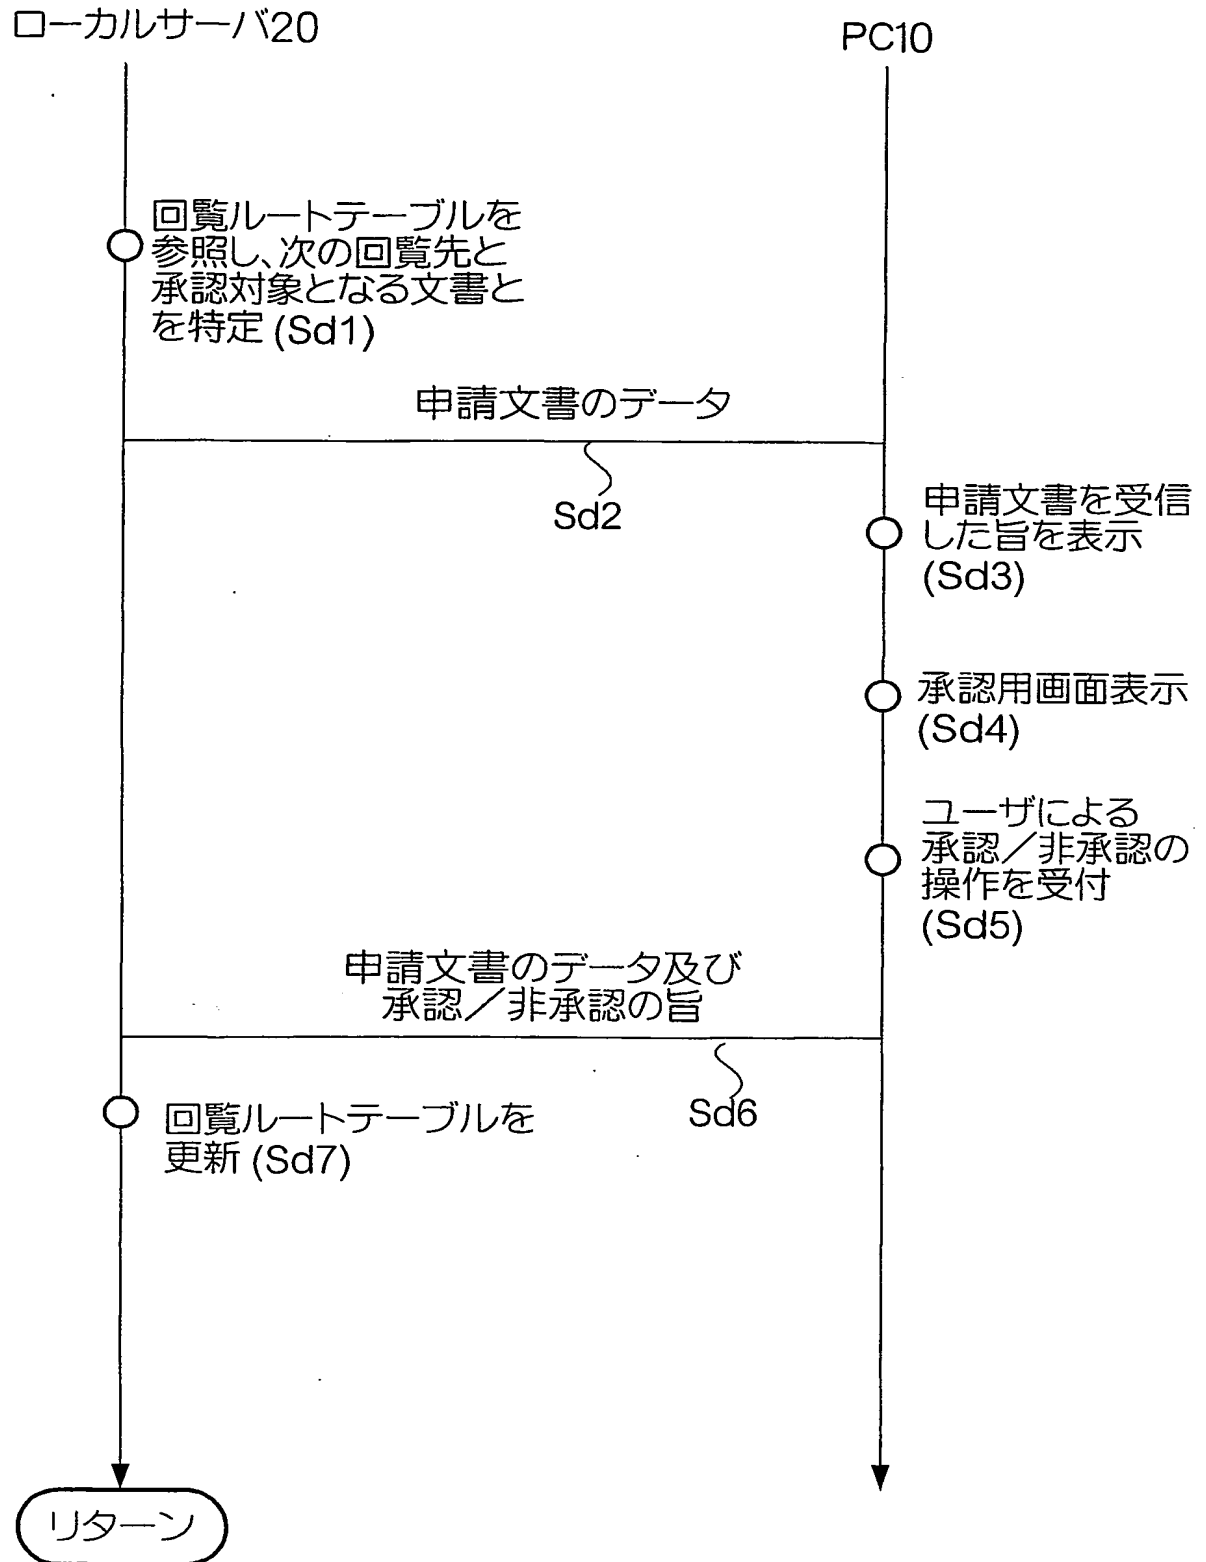 ローカルサーバ20
PC10
回覧ルートテーブルを
参照し、次の回覧先と
承認対象となる文書と
を特定 (Sd1)
申請文書のデータ
Sd2
申請文書を受信
した旨を表示
(Sd3)
承認用画面表示
(Sd4)
ユーザによる
承認／非承認の
操作を受付
(Sd5)
申請文書のデータ及び
承認／非承認の旨
Sd6
回覧ルートテーブルを
更新 (Sd7)
リターン